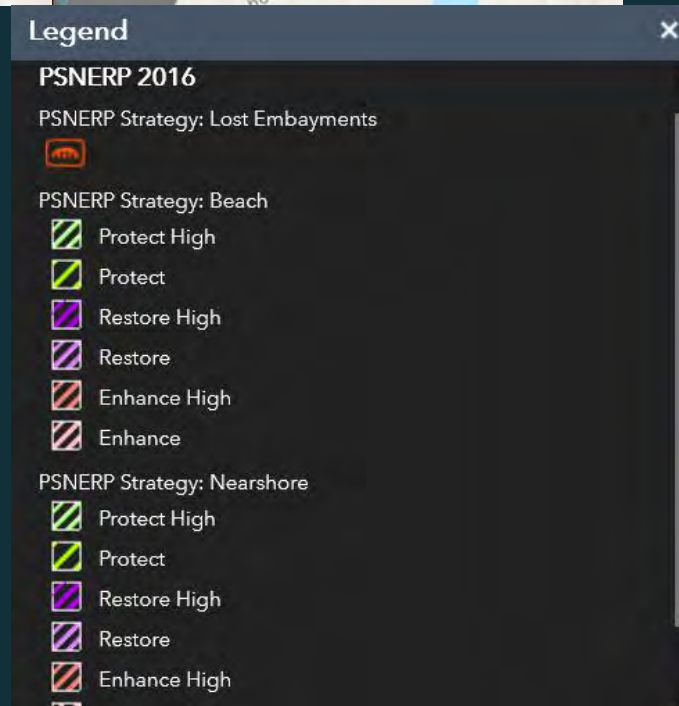 Legend
PSNERP 2016
PSNERP Strategy: Lost Embayments
PSNERP Strategy: Beach
Protect High
Protect
Restore High
Restore
Enhance High
Enhance
PSNERP Strategy: Nearshore
Protect High
Protect
Restore High
Restore
Enhance High